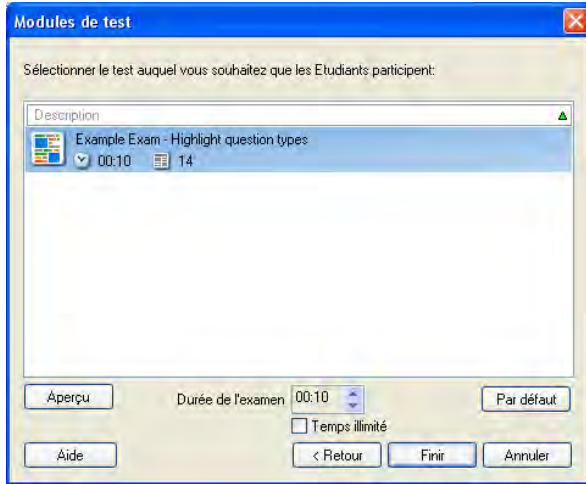 Modules de test
Sélectionner le test auquel vous souhaitez que les Etudiants participent:
Description
Example Exam - Highlight question types
00:10 14
Aperçu Durée de l'examen 00:10 Par défaut
Temps illimité
Aide < Retour Finir Annuler